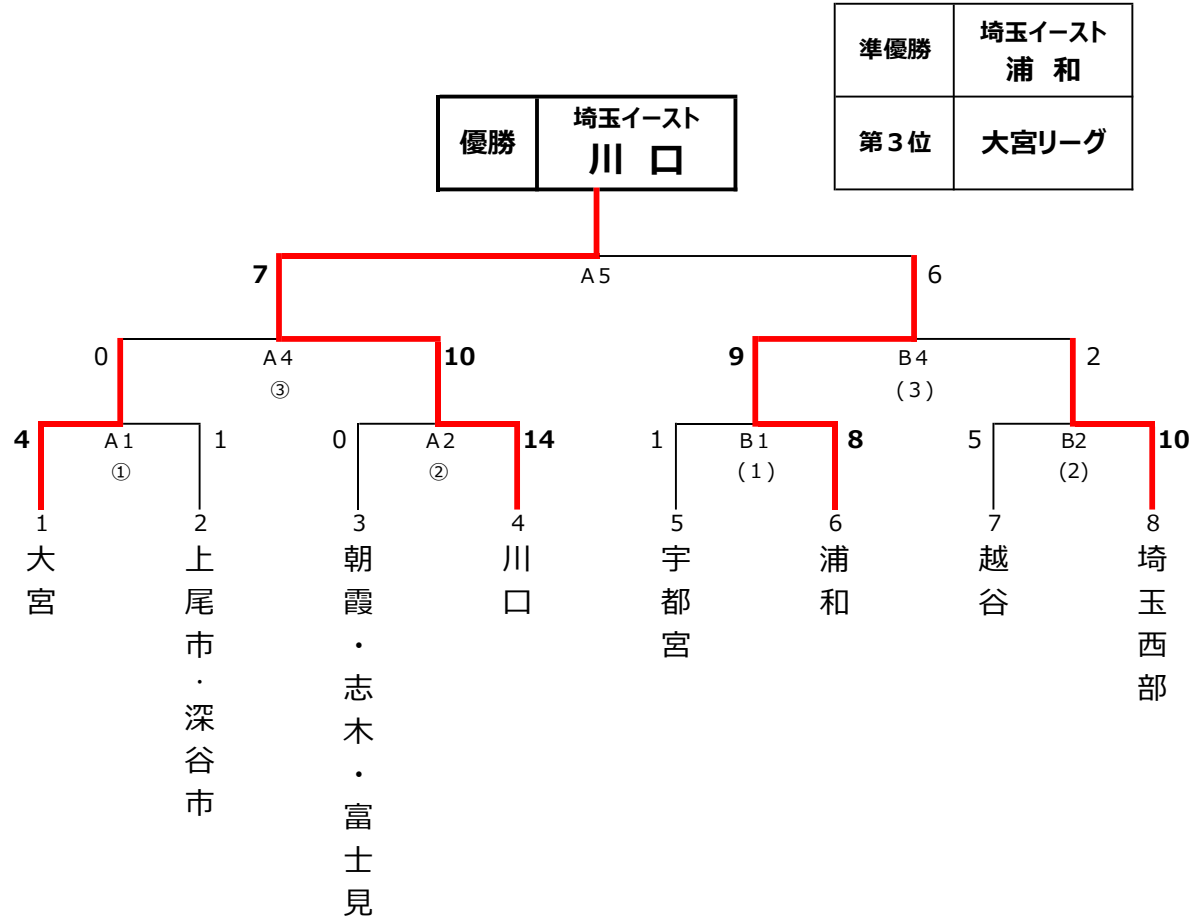 準優勝
埼玉イースト
浦 和
第３位
大宮リーグ
優勝
埼玉イースト
川 口
7
Ａ５
6
0
Ａ４
③
10
9
Ｂ４
(３)
2
4
Ａ１
①
1
0
Ａ２
②
14
1
Ｂ１
(１)
8
5
B2
(2)
10
1
2
3
4
5
6
7
8
大宮
上尾市・深谷市
朝霞・志木・富士見
川口
宇都宮
浦和
越谷
埼玉西部